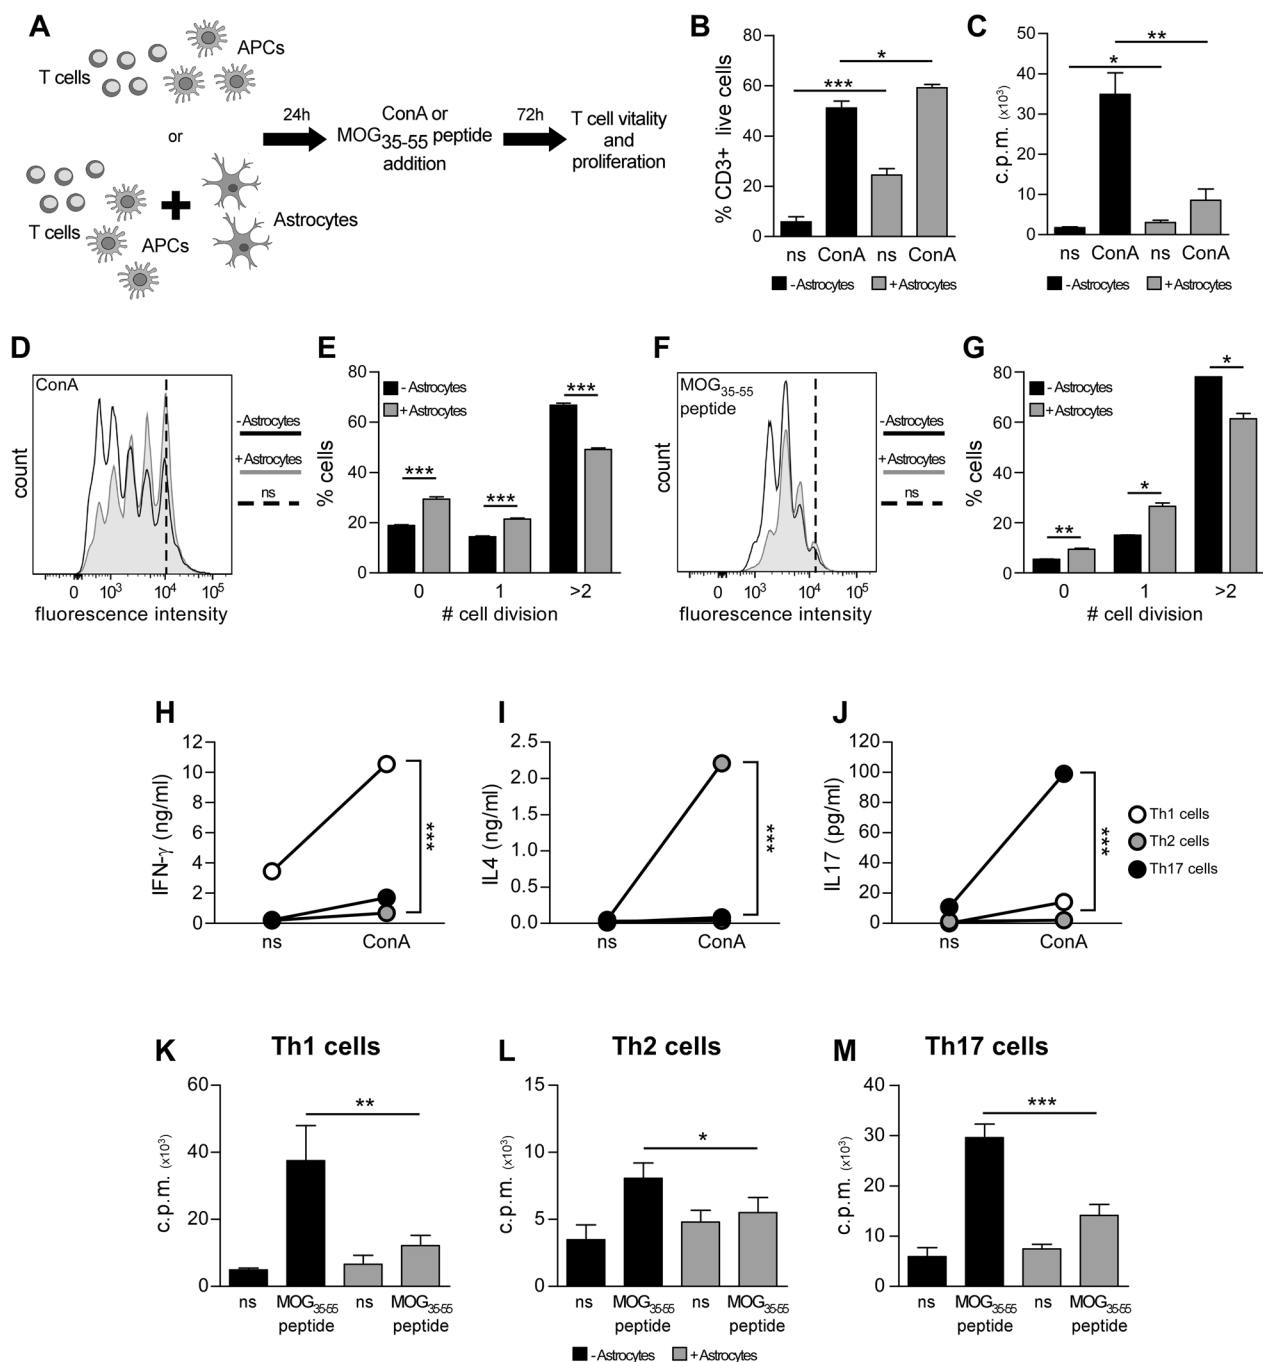 A
APCs
T cells
or
T cells
APCs
Astrocytes
24h
ConA or
MOG35-55 peptide
addition
72h
T cell vitality
and
proliferation
B
% CD3+ live cells
80
60
40
20
0
***
*
ns ConA ns ConA
- Astrocytes + Astrocytes
C
c.p.m. (x10³)
50
40
30
20
10
0
*
**
ns ConA ns ConA
- Astrocytes + Astrocytes
D
ConA
count
0 10³ 10⁴ 10⁵
fluorescence intensity
- Astrocytes
+ Astrocytes
ns
E
% cells
80
60
40
20
0
- Astrocytes
+ Astrocytes
***
***
***
0 1 >2
# cell division
F
MOG35-55
peptide
count
0 10³ 10⁴ 10⁵
fluorescence intensity
- Astrocytes
+ Astrocytes
ns
G
% cells
80
60
40
20
0
- Astrocytes
+ Astrocytes
**
*
*
0 1 >2
# cell division
H
IFN-γ (ng/ml)
12
10
8
6
4
2
0
***
ns ConA
I
IL4 (ng/ml)
2.5
2.0
1.5
1.0
0.5
0.0
***
ns ConA
J
IL17 (pg/ml)
120
100
80
60
40
20
0
***
ns ConA
Th1 cells
Th2 cells
Th17 cells
K
Th1 cells
c.p.m. (x10³)
60
40
20
0
**
ns MOG35-55 ns MOG35-55
peptide peptide
L
Th2 cells
c.p.m. (x10³)
15
10
5
0
*
ns MOG35-55 ns MOG35-55
peptide peptide
- Astrocytes + Astrocytes
M
Th17 cells
c.p.m. (x10³)
40
30
20
10
0
***
ns MOG35-55 ns MOG35-55
peptide peptide